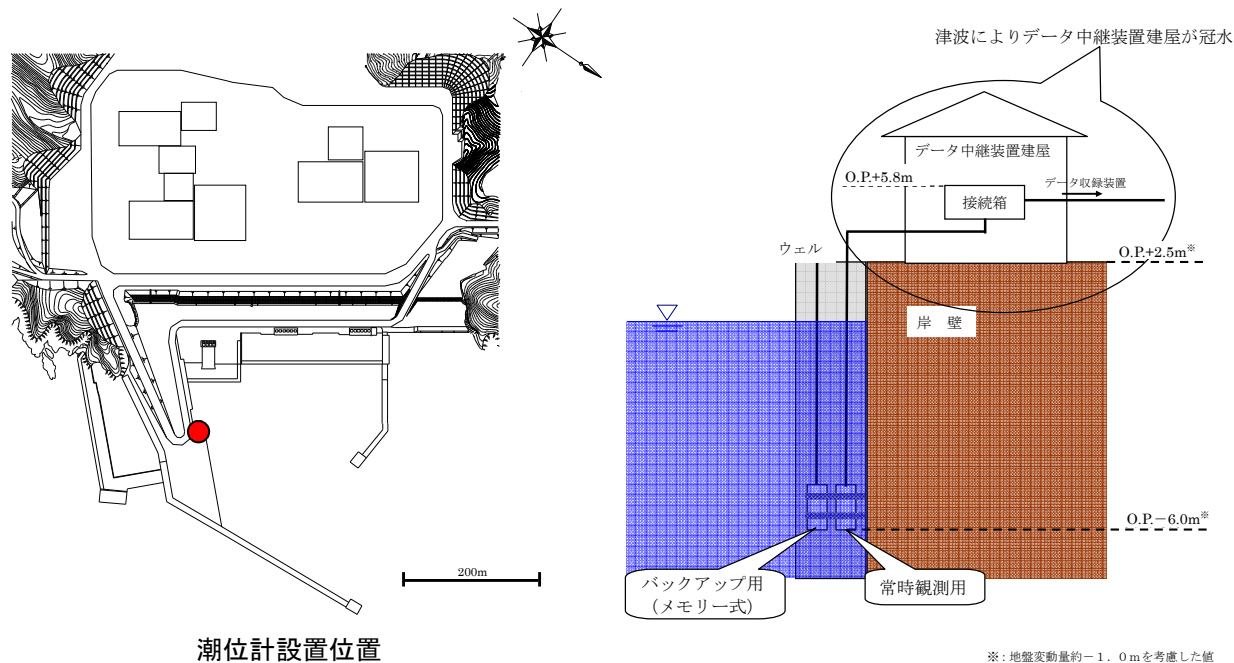 津波によりデータ中継装置建屋が冠水
データ中継装置建屋
O.P.+5.8m
データ収録装置
接続箱
ウェル
O.P.+2.5m※
岸 壁
O.P.－6.0m※
バックアップ用
（メモリー式）
常時観測用
200m
潮位計設置位置
※：地盤変動量約－１．０ｍを考慮した値